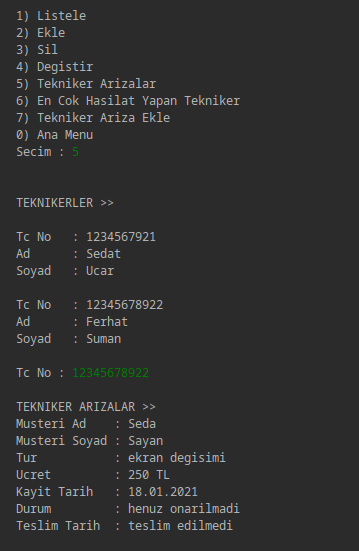 1) Listele
2) Ekle
3) Sil
4) Degistir
5) Tekniker Arizalar
6) En Cok Hasilat Yapan Tekniker
7) Tekniker Ariza Ekle
0) Ana Menu
Secim : 5
TEKNIKERLER >>
Tc No : 1234567921
Ad : Sedat
Soyad : Ucar
Tc No : 12345678922
Ad : Ferhat
Soyad : Suman
Tc No : 12345678922
TEKNIKER ARIZALAR >>
Musteri Ad : Seda
Musteri Soyad : Sayan
Tur : ekran degisimi
Ucret : 250 TL
Kayit Tarih : 18.01.2021
Durum : henuz onarilmadi
Teslim Tarih : teslim edilmedi